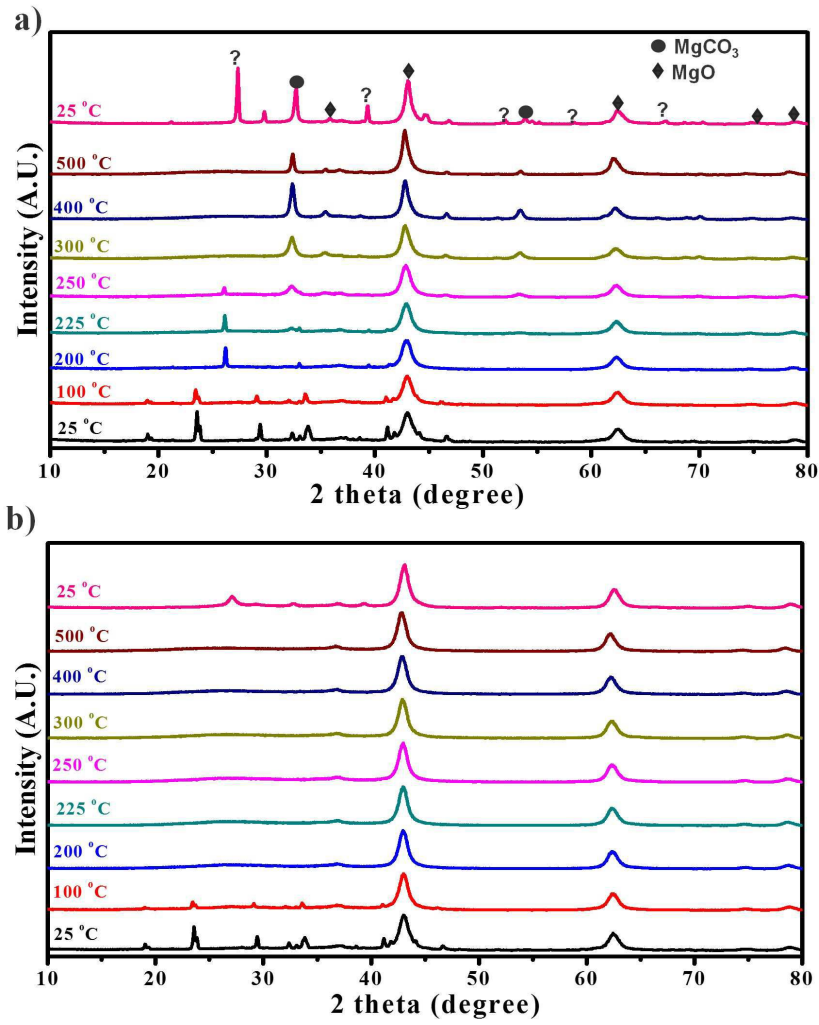 a)
? ? ? ? ?
● MgCO₃
◆ MgO
25 °C
500 °C
400 °C
300 °C
250 °C
225 °C
200 °C
100 °C
25 °C
Intensity (A.U.)
10 20 30 40 50 60 70 80
2 theta (degree)
b)
25 °C
500 °C
400 °C
300 °C
250 °C
225 °C
200 °C
100 °C
25 °C
Intensity (A.U.)
10 20 30 40 50 60 70 80
2 theta (degree)